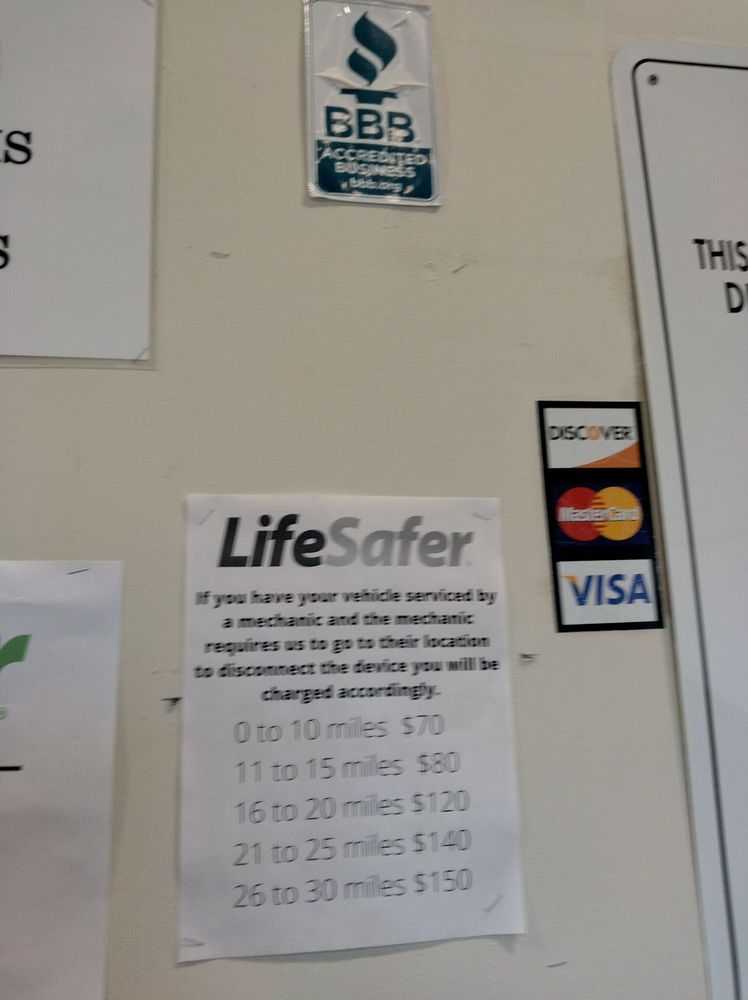 BBB
ACCREDITED
BUSINESS
bbb.org
THIS
DISCOVER
MasterCard
VISA
LifeSafer
If you have your vehicle serviced by
a mechanic and the mechanic
requires us to go to their location
to disconnect the device you will be
charged accordingly.
0 to 10 miles $70
11 to 15 miles $80
16 to 20 miles $120
21 to 25 miles $140
26 to 30 miles $150